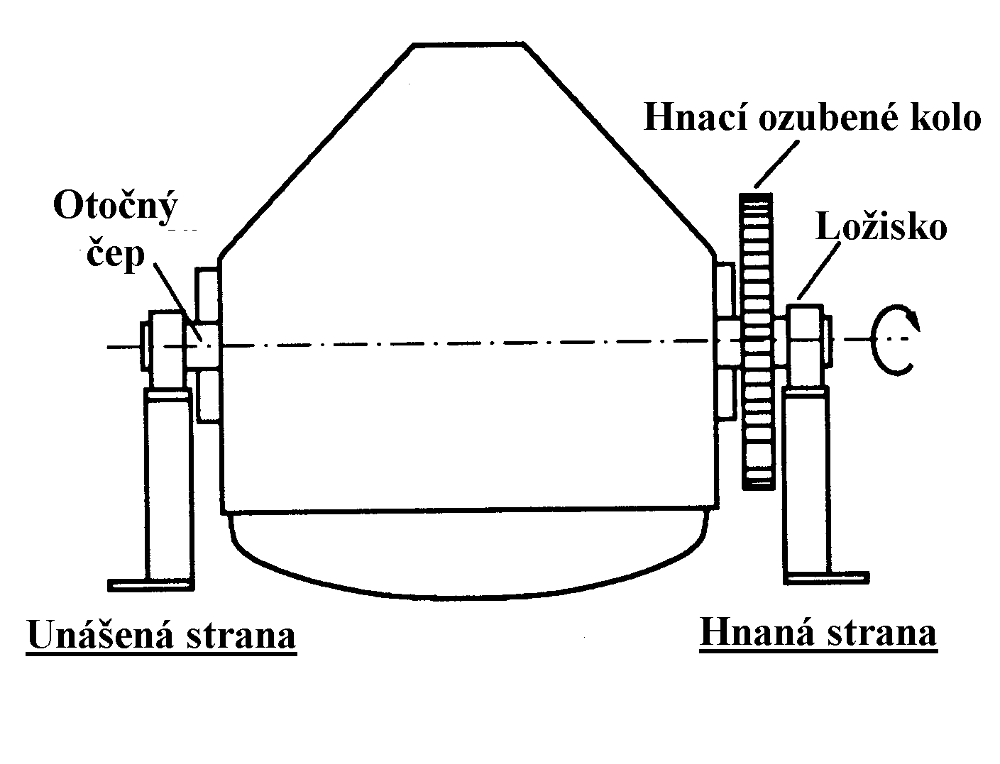 Hnací ozubené kolo
Otočný
čep
Ložisko
Unášená strana
Hnaná strana